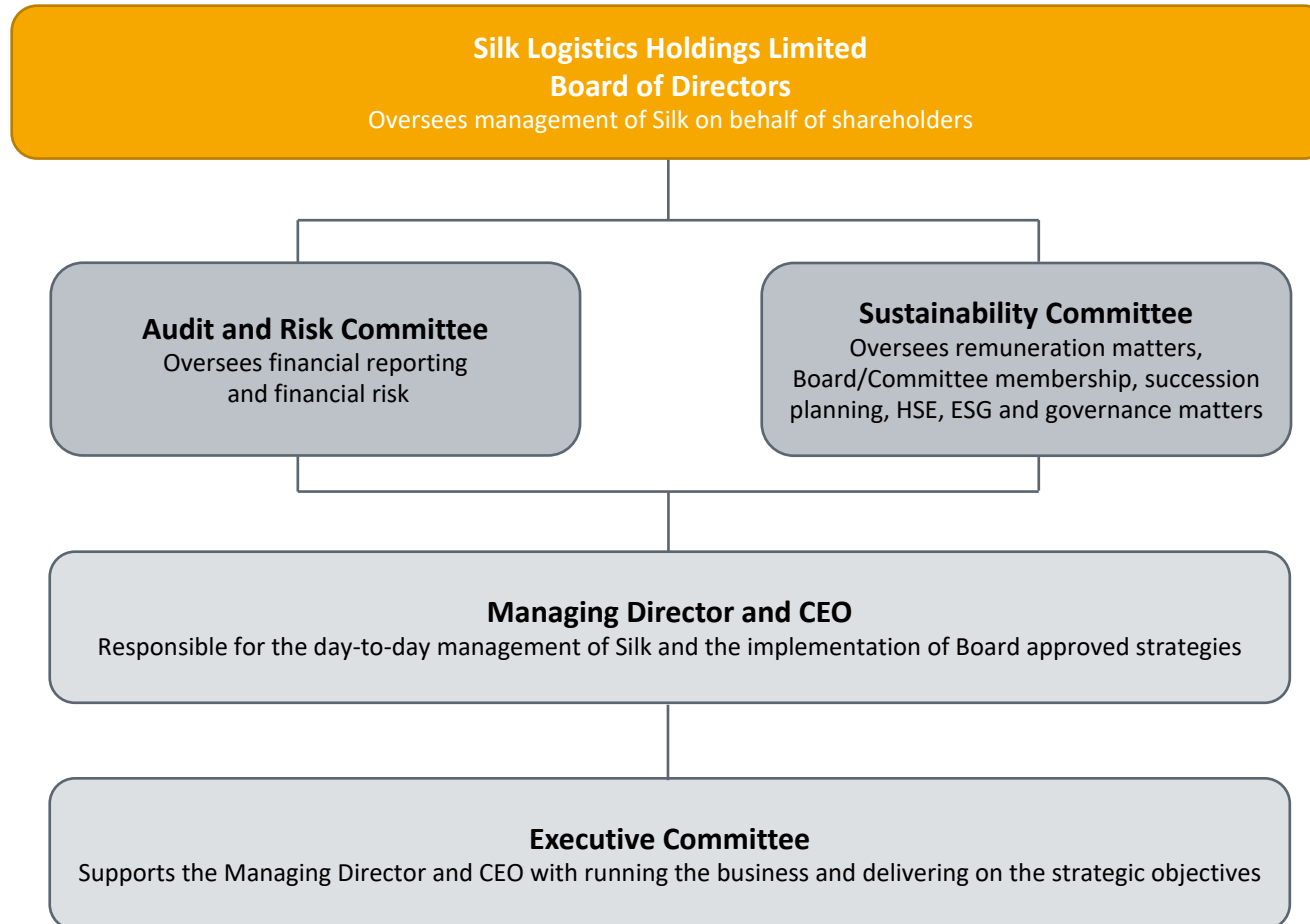 Silk Logistics Holdings Limited
Board of Directors
Oversees management of Silk on behalf of shareholders
Audit and Risk Committee
Oversees financial reporting
and financial risk
Sustainability Committee
Oversees remuneration matters,
Board/Committee membership, succession
planning, HSE, ESG and governance matters
Managing Director and CEO
Responsible for the day-to-day management of Silk and the implementation of Board approved strategies
Executive Committee
Supports the Managing Director and CEO with running the business and delivering on the strategic objectives